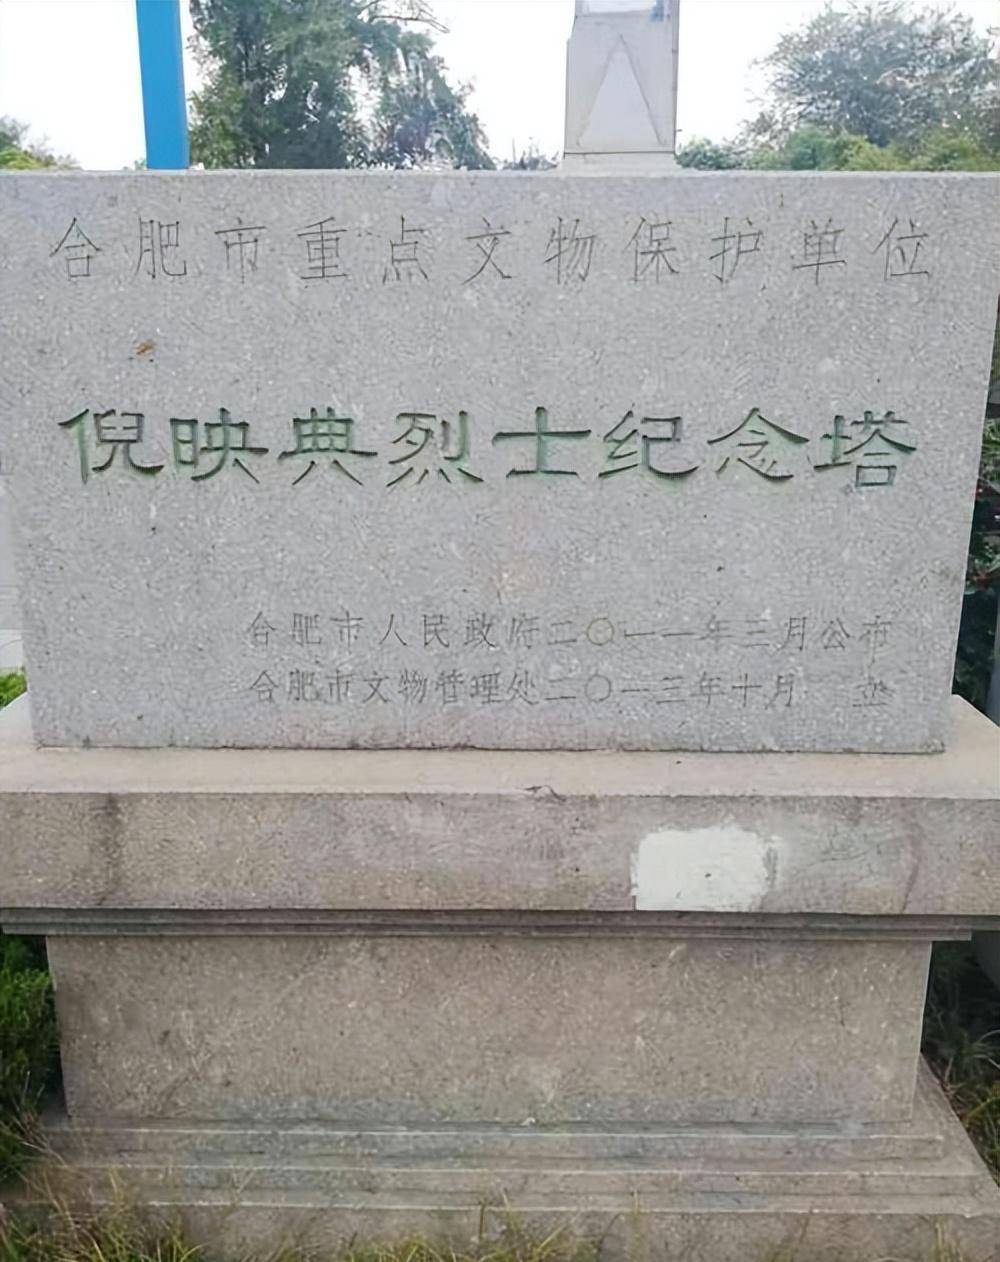 合肥市重点文物保护单位
倪映典烈士纪念塔
合肥市人民政府二〇一一年三月公布
合肥市文物管理处二〇一三年十月 立